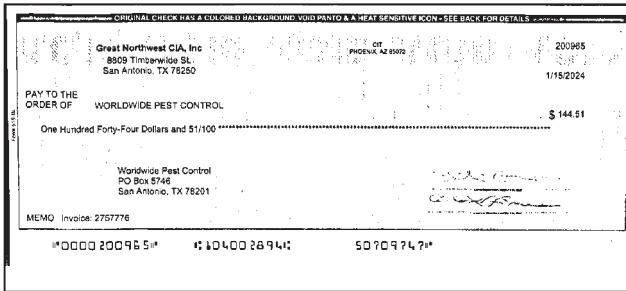 ORIGINAL CHECK HAS A COLORED BACKGROUND VOID PANTO & A HEAT SENSITIVE ICON - SEE BACK FOR DETAILS
Great Northwest CIA, Inc
8809 Timberwilde St.
San Antonio, TX 78250
CIT
PHOENIX, AZ 85072
200965
1/15/2024
PAY TO THE
ORDER OF WORLDWIDE PEST CONTROL
$ 144.51
One Hundred Forty-Four Dollars and 51/100 ****************************************
Worldwide Pest Control
PO Box 5746
San Antonio, TX 78201
MEMO Invoice: 2757776
⑈0000200965⑈ ⑆104002894⑆ 50709747⑈